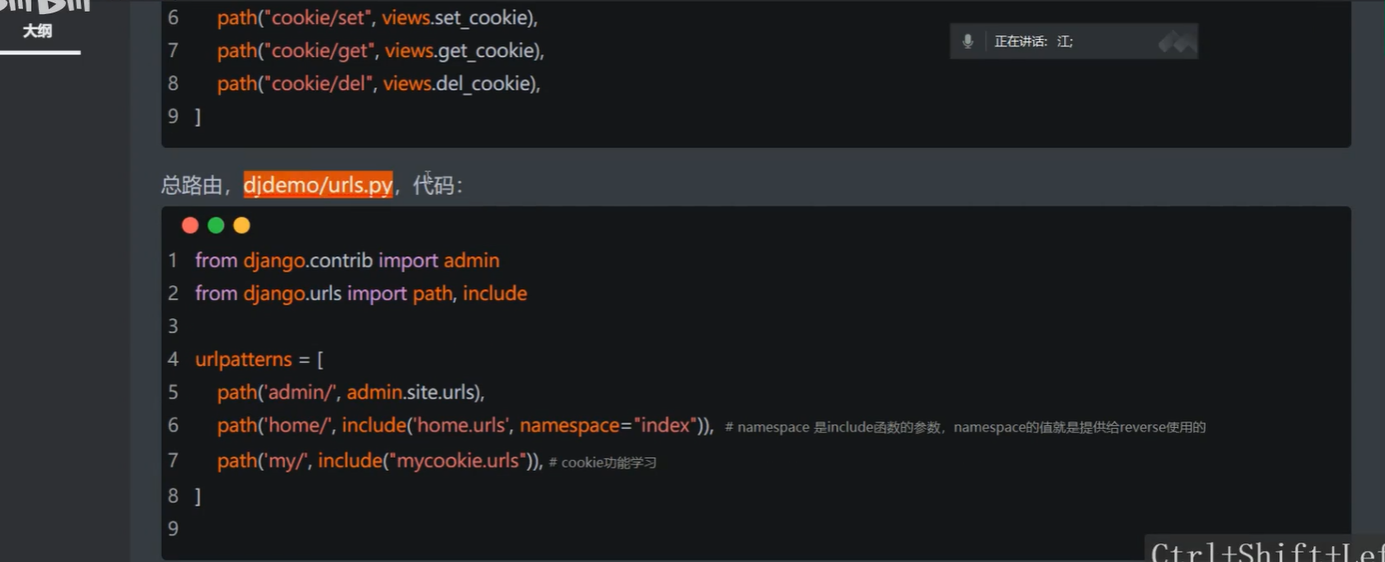 大纲
6 path("cookie/set", views.set_cookie),
7 path("cookie/get", views.get_cookie),
8 path("cookie/del", views.del_cookie),
9 ]
正在讲话: 江;
总路由，djdemo/urls.py，代码：
1 from django.contrib import admin
2 from django.urls import path, include
3
4 urlpatterns = [
5 path('admin/', admin.site.urls),
6 path('home/', include('home.urls', namespace="index")), # namespace 是include函数的参数，namespace的值就是提供给reverse使用的
7 path('my/', include("mycookie.urls")), # cookie功能学习
8 ]
9
Ctrl+Shift+Lef